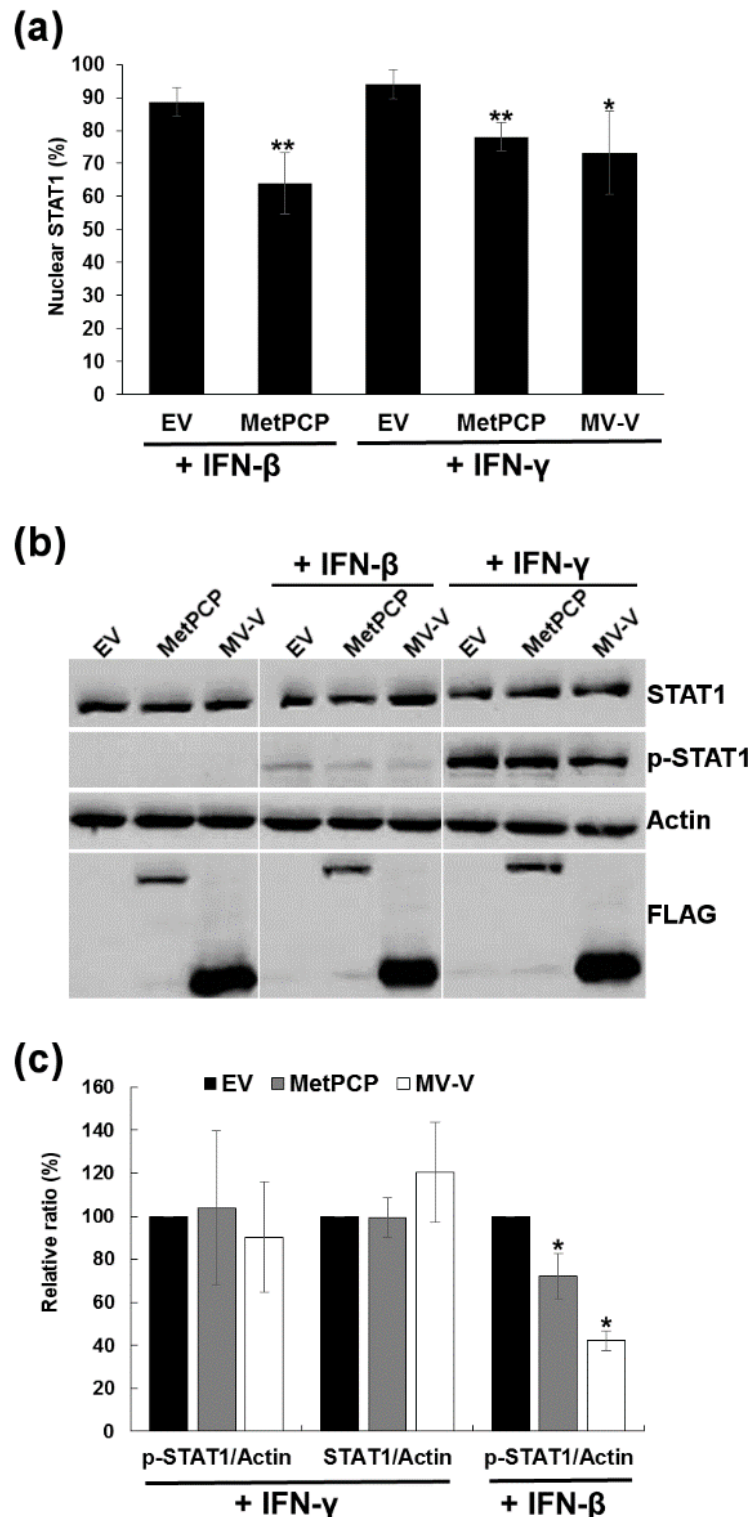 (a)
100
90
80
70
60
50
40
30
20
10
0
Nuclear STAT1 (%)
**
**
*
EV MetPCP EV MetPCP MV-V
+ IFN-β + IFN-γ
(b)
+ IFN-β + IFN-γ
EV MetPCP MV-V EV MetPCP MV-V EV MetPCP MV-V
STAT1
p-STAT1
Actin
FLAG
(c)
160
140
120
100
80
60
40
20
0
Relative ratio (%)
EV MetPCP MV-V
*
*
p-STAT1/Actin STAT1/Actin p-STAT1/Actin
+ IFN-γ + IFN-β